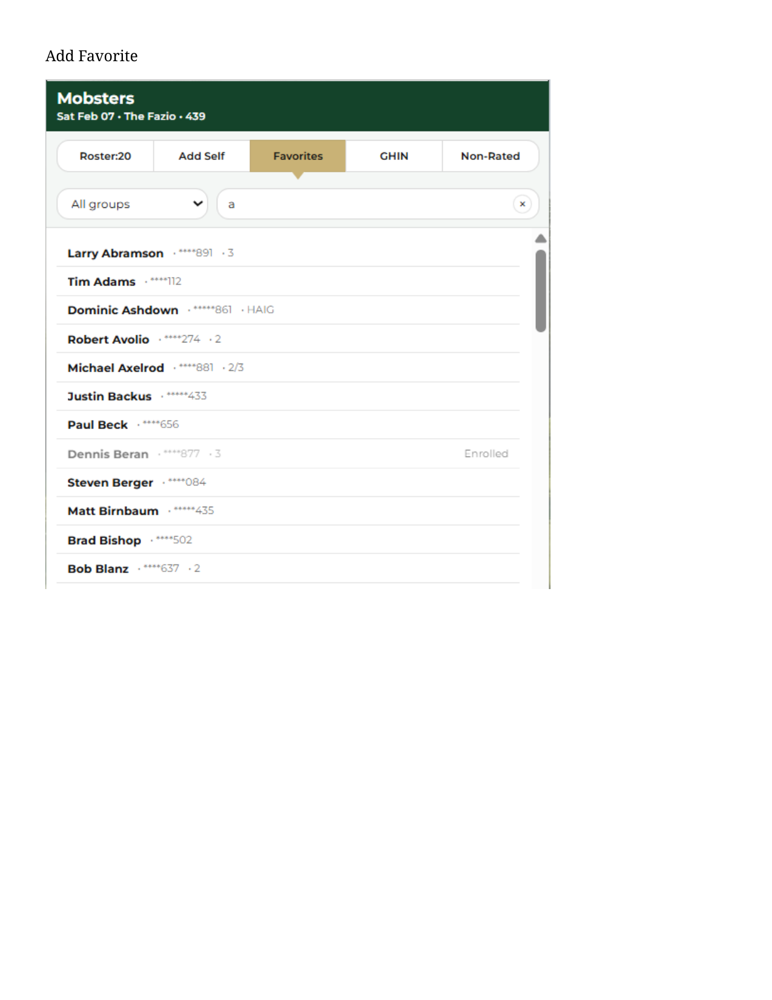 Add Favorite
Mobsters
Sat Feb 07 • The Fazio • 439
Roster:20 Add Self Favorites GHIN Non-Rated
All groups a ×
Larry Abramson · ****891 · 3
Tim Adams · ****112
Dominic Ashdown · *****861 · HAIG
Robert Avolio · ****274 · 2
Michael Axelrod · ****881 · 2/3
Justin Backus · *****433
Paul Beck · ****656
Dennis Beran · ****877 · 3 Enrolled
Steven Berger · ****084
Matt Birnbaum · *****435
Brad Bishop · ****502
Bob Blanz · ****637 · 2